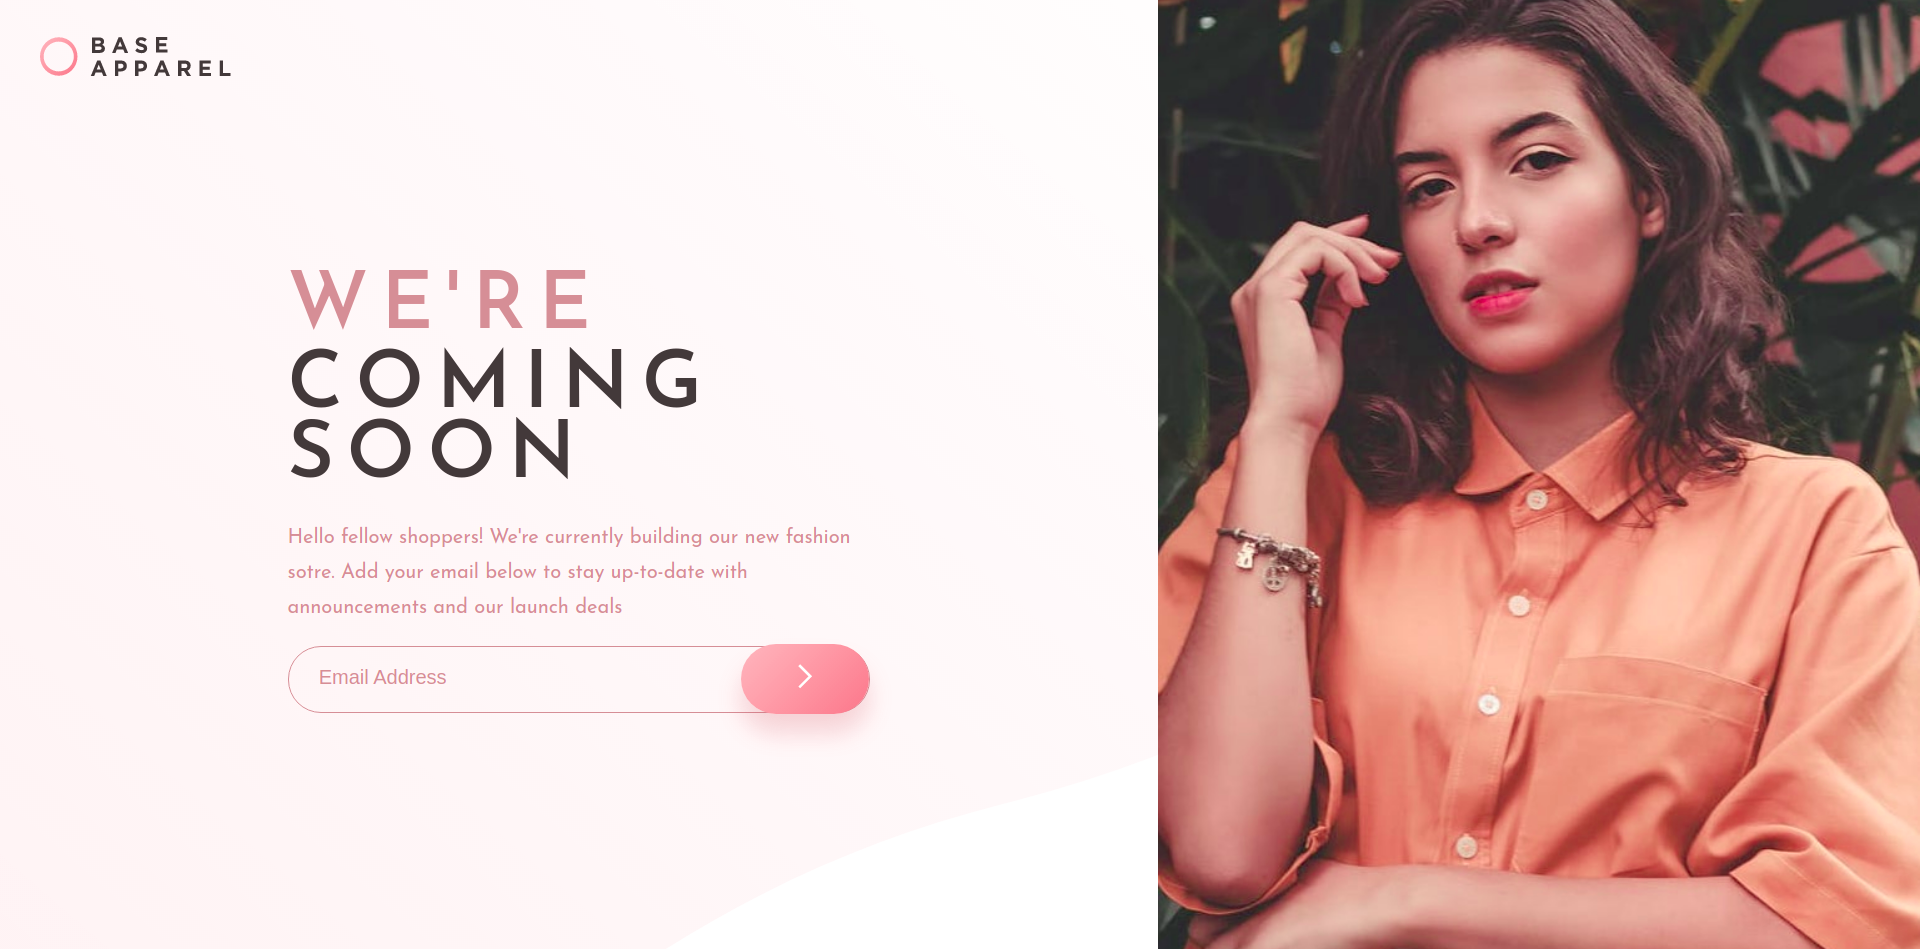 BASE
APPAREL
WE'RE
COMING
SOON
Hello fellow shoppers! We're currently building our new fashion
sotre. Add your email below to stay up-to-date with
announcements and our launch deals
Email Address